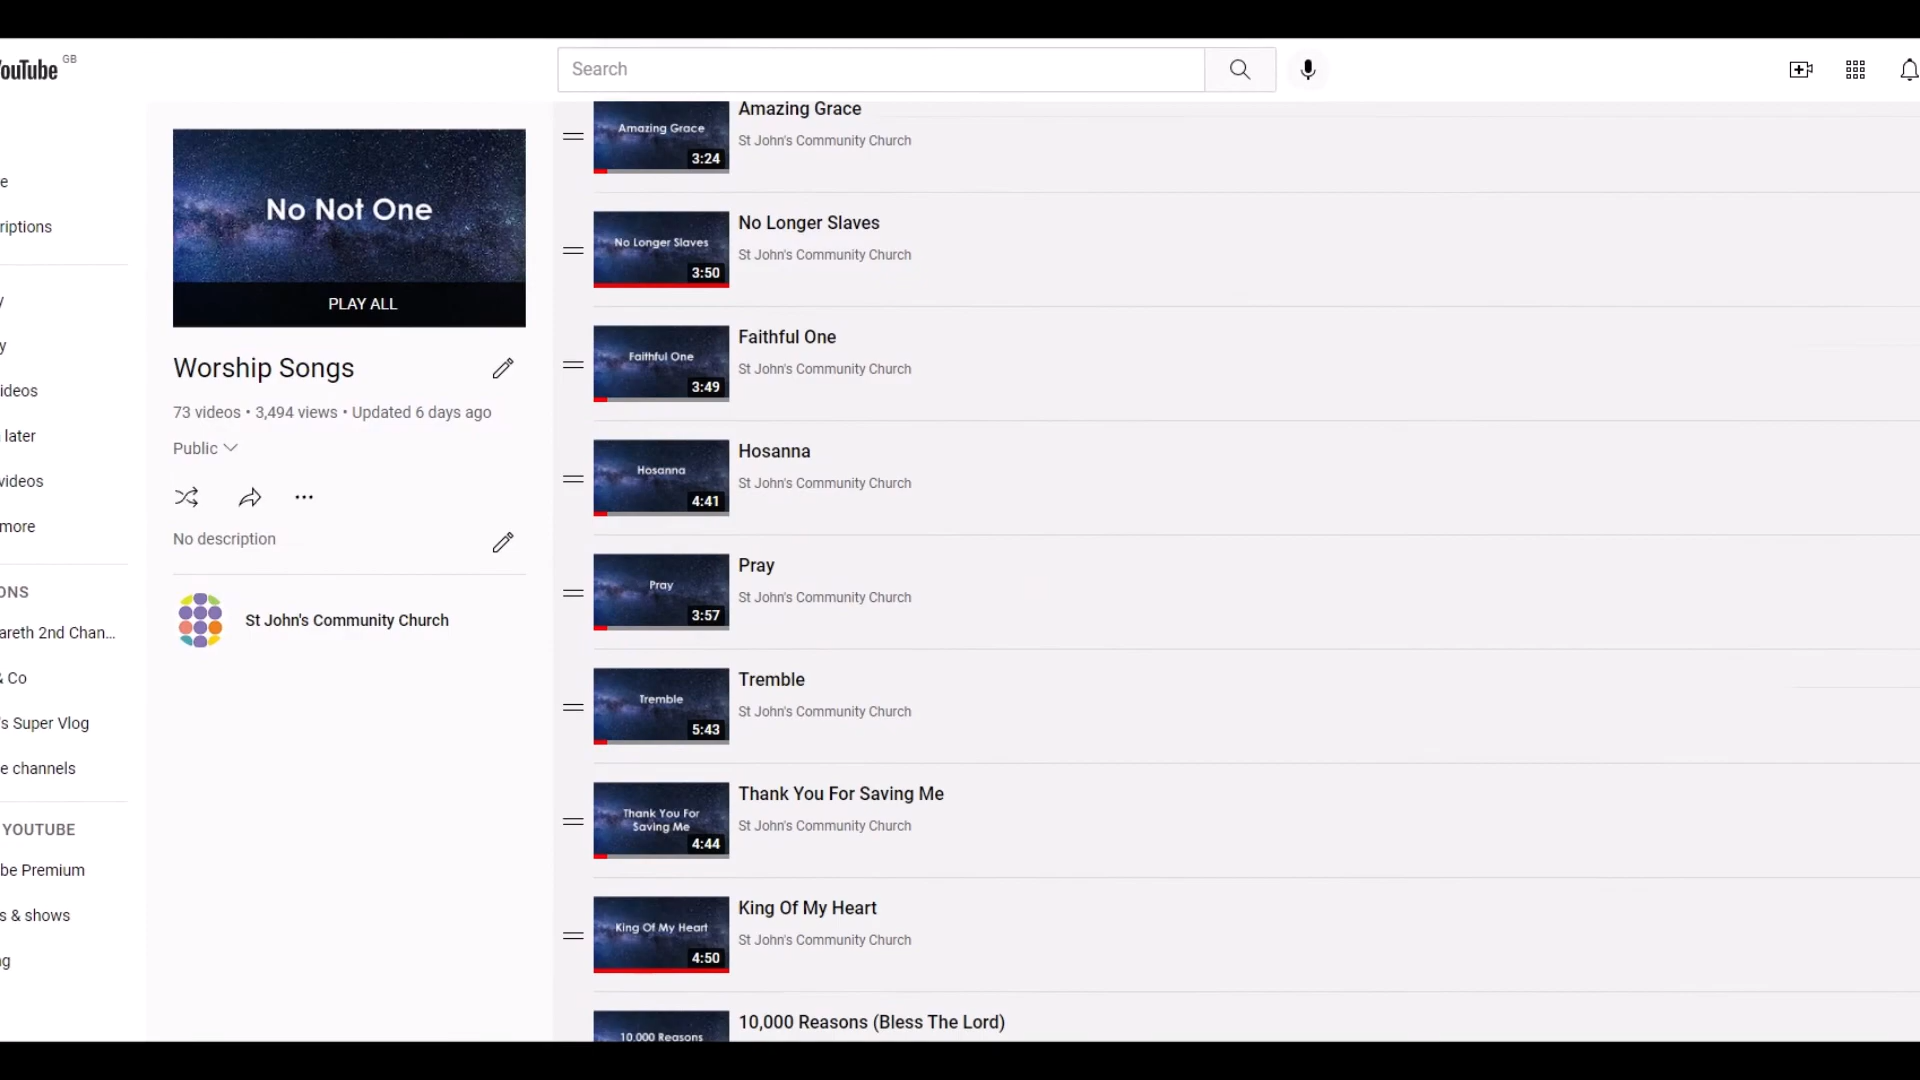 YouTube GB
Search
e
riptions
y
y
ideos
later
videos
more
ONS
areth 2nd Chan...
& Co
's Super Vlog
e channels
YOUTUBE
be Premium
s & shows
ng
No Not One
PLAY ALL
Worship Songs
73 videos • 3,494 views • Updated 6 days ago
Public
No description
St John's Community Church
Amazing Grace
3:24
Amazing Grace
St John's Community Church
No Longer Slaves
3:50
No Longer Slaves
St John's Community Church
Faithful One
3:49
Faithful One
St John's Community Church
Hosanna
4:41
Hosanna
St John's Community Church
Pray
3:57
Pray
St John's Community Church
Tremble
5:43
Tremble
St John's Community Church
Thank You For
Saving Me
4:44
Thank You For Saving Me
St John's Community Church
King Of My Heart
4:50
King Of My Heart
St John's Community Church
10,000 Reasons
10,000 Reasons (Bless The Lord)